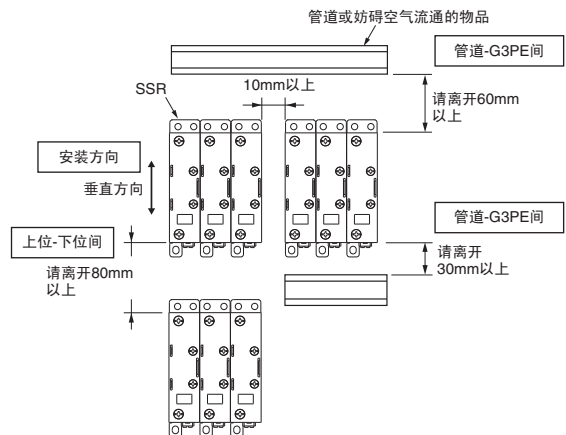 管道或妨碍空气流通的物品
管道-G3PE间
10mm以上
SSR
请离开60mm
以上
安装方向
垂直方向
管道-G3PE间
上位-下位间
请离开80mm
以上
请离开
30mm以上